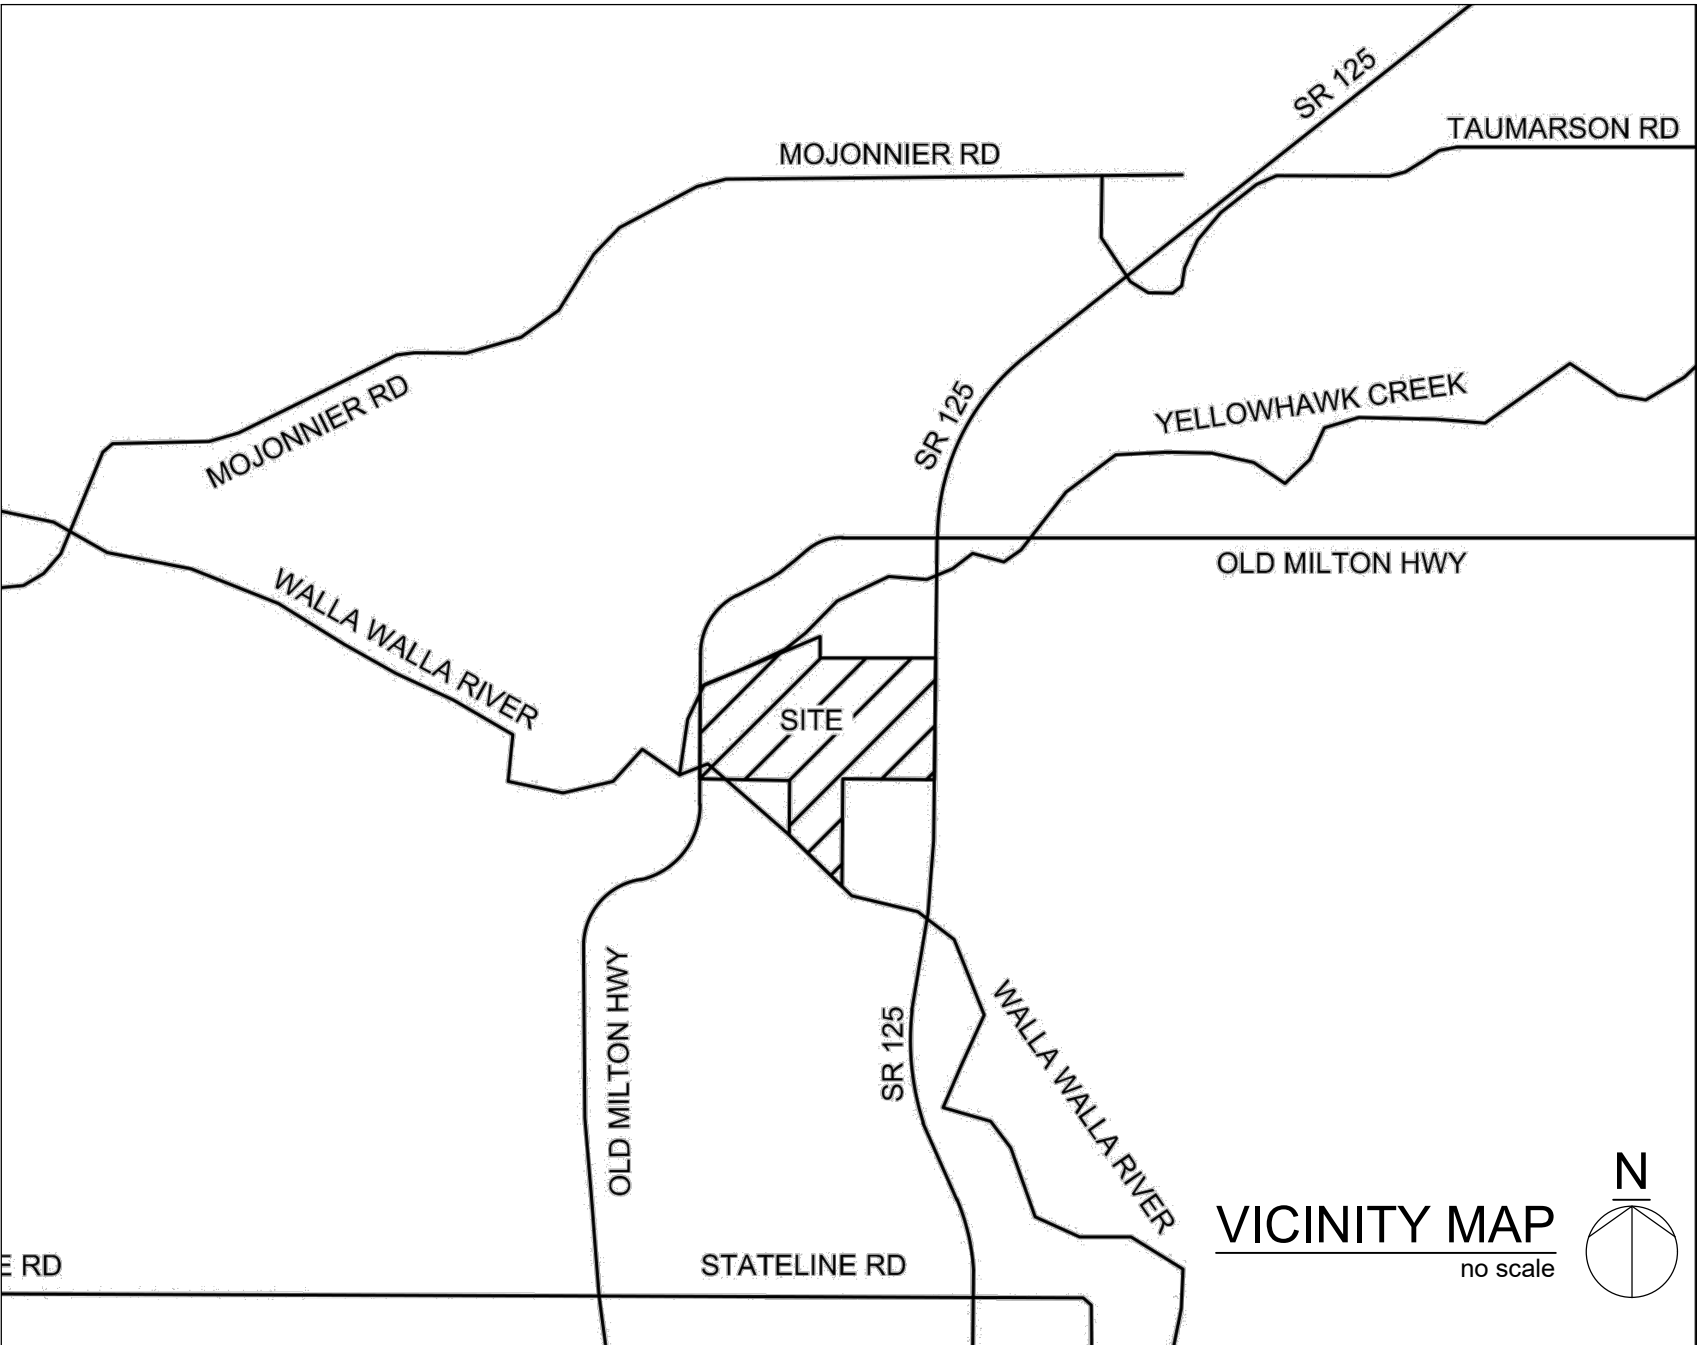 SR 125
TAUMARSON RD
MOJONNIER RD
MOJONNIER RD
SR 125
YELLOWHAWK CREEK
OLD MILTON HWY
WALLA WALLA RIVER
SITE
OLD MILTON HWY
SR 125
WALLA WALLA RIVER
N
VICINITY MAP
no scale
E RD
STATELINE RD